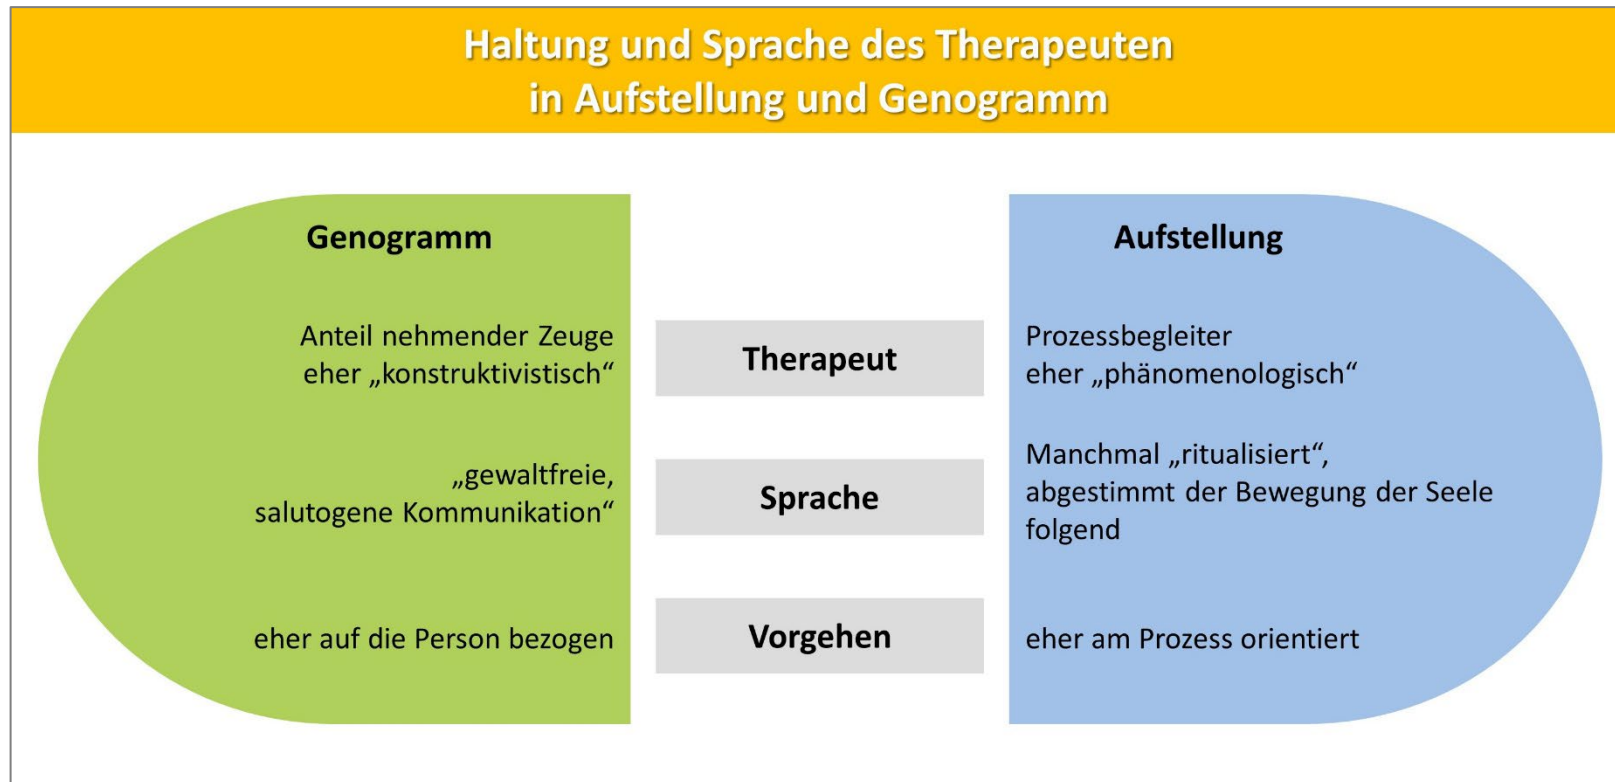 Haltung und Sprache des Therapeuten
in Aufstellung und Genogramm
Genogramm
Aufstellung
Anteil nehmender Zeuge
eher „konstruktivistisch“
Therapeut
Prozessbegleiter
eher „phänomenologisch“
„gewaltfreie,
salutogene Kommunikation“
Sprache
Manchmal „ritualisiert“,
abgestimmt der Bewegung der Seele
folgend
eher auf die Person bezogen
Vorgehen
eher am Prozess orientiert